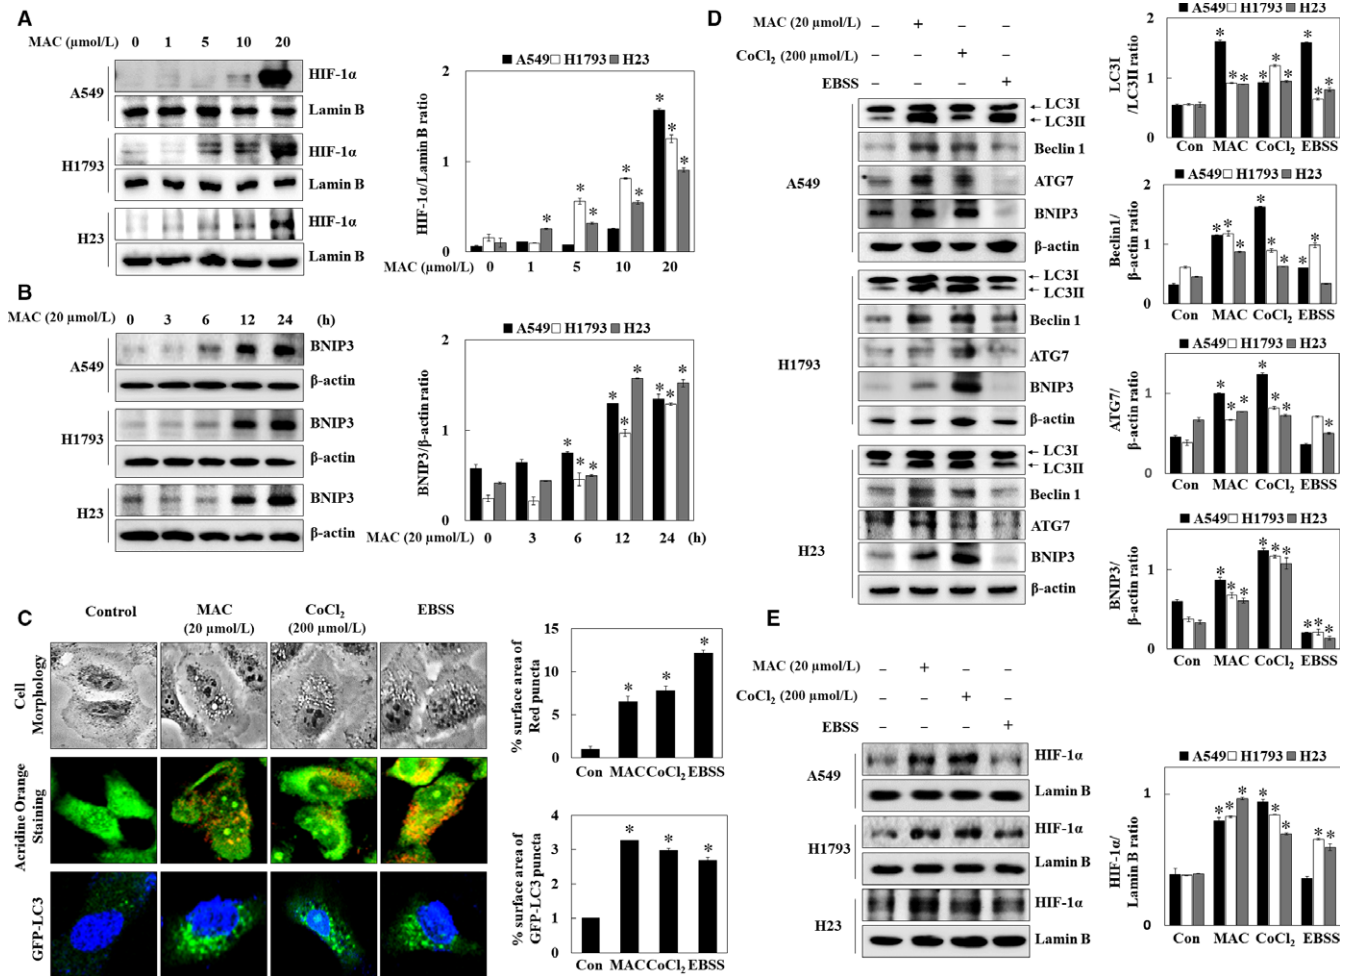 A
MAC (µmol/L) 0 1 5 10 20
A549
HIF-1α
Lamin B
H1793
HIF-1α
Lamin B
H23
HIF-1α
Lamin B
A549 H1793 H23
HIF-1α/Lamin B ratio
2
1
0
* * * * * * * *
MAC (µmol/L) 0 1 5 10 20
B
MAC (20 µmol/L) 0 3 6 12 24 (h)
A549
BNIP3
β-actin
H1793
BNIP3
β-actin
H23
BNIP3
β-actin
A549 H1793 H23
BNIP3/β-actin ratio
2
1
0
* * * * * * * * *
MAC (20 µmol/L) 0 3 6 12 24 (h)
C
Control
MAC
(20 µmol/L)
CoCl2
(200 µmol/L)
EBSS
Cell
Morphology
Acridine Orange
Staining
GFP-LC3
% surface area of
Red puncta
15
10
5
0
* * *
Con MAC CoCl2 EBSS
% surface area of
GFP-LC3 puncta
4
3
2
1
0
* * *
Con MAC CoCl2 EBSS
D
MAC (20 µmol/L) – + – –
CoCl2 (200 µmol/L) – – + –
EBSS – – – +
A549
← LC3I
← LC3II
Beclin 1
ATG7
BNIP3
β-actin
H1793
← LC3I
← LC3II
Beclin 1
ATG7
BNIP3
β-actin
H23
← LC3I
← LC3II
Beclin 1
ATG7
BNIP3
β-actin
A549 H1793 H23
LC3I
/LC3II ratio
2
1
0
* * * * * * * * *
Con MAC CoCl2 EBSS
A549 H1793 H23
Beclin1/
β-actin ratio
2
1
0
* * * * * * * *
Con MAC CoCl2 EBSS
A549 H1793 H23
ATG7/
β-actin ratio
1
0
* * * * * * *
Con MAC CoCl2 EBSS
A549 H1793 H23
BNIP3/
β-actin ratio
1
0
* * * * * * * * *
Con MAC CoCl2 EBSS
E
MAC (20 µmol/L) – + – –
CoCl2 (200 µmol/L) – – + –
EBSS – – – +
A549
HIF-1α
Lamin B
H1793
HIF-1α
Lamin B
H23
HIF-1α
Lamin B
A549 H1793 H23
HIF-1α/
Lamin B ratio
1
0
* * * * * * * *
Con MAC CoCl2 EBSS